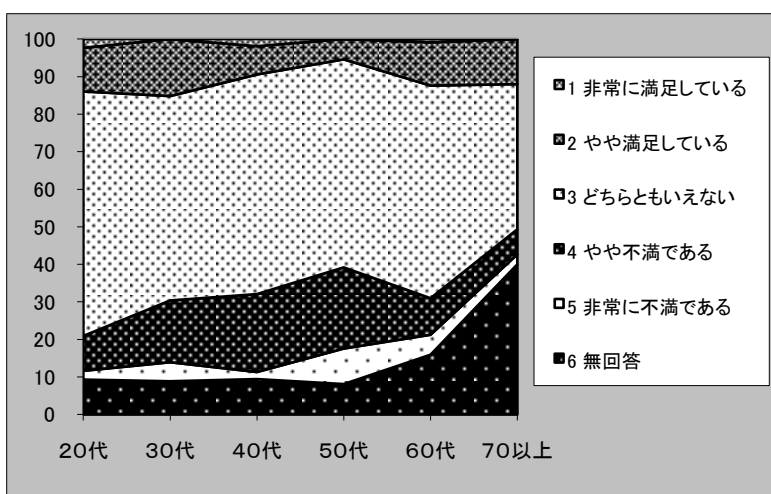 100
90
80
70
60
50
40
30
20
10
0
20代 30代 40代 50代 60代 70以上
1 非常に満足している
2 やや満足している
3 どちらともいえない
4 やや不満である
5 非常に不満である
6 無回答